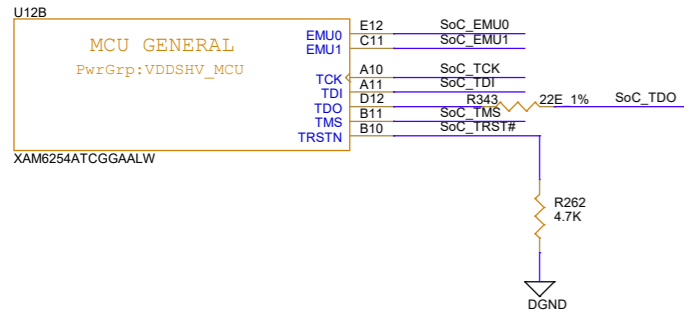 U12B
MCU GENERAL
PwrGrp:VDDSHV_MCU
EMU0 E12 SoC_EMU0
EMU1 C11 SoC_EMU1
TCK A10 SoC_TCK
TDI A11 SoC_TDI
TDO D12 R343 22E_1% SoC_TDO
TMS B11 SoC_TMS
TRSTN B10 SoC_TRST#
XAM6254ATCGGAALW
R262
4.7K
DGND